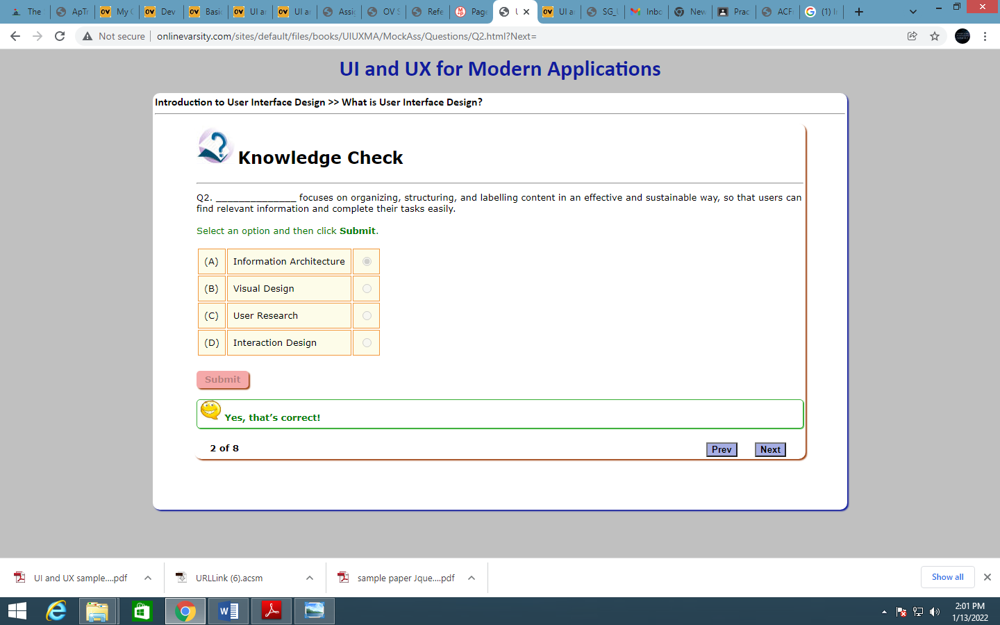 The
ApTr
My C
Dev
Basi
UI an
UI an
Assi
OV S
Refe
Page
UI an
SG_U
Inbo
New
Prac
ACF
(1) I
Not secure
onlinevarsity.com/sites/default/files/books/UIUXMA/MockAss/Questions/Q2.html?Next=
UI and UX for Modern Applications
Introduction to User Interface Design >> What is User Interface Design?
Knowledge Check
Q2. ______________ focuses on organizing, structuring, and labelling content in an effective and sustainable way, so that users can
find relevant information and complete their tasks easily.
Select an option and then click Submit.
(A) Information Architecture
(B) Visual Design
(C) User Research
(D) Interaction Design
Submit
Yes, that’s correct!
2 of 8
Prev Next
UI and UX sample....pdf
URLLink (6).acsm
sample paper Jque....pdf
Show all
2:01 PM
1/13/2022